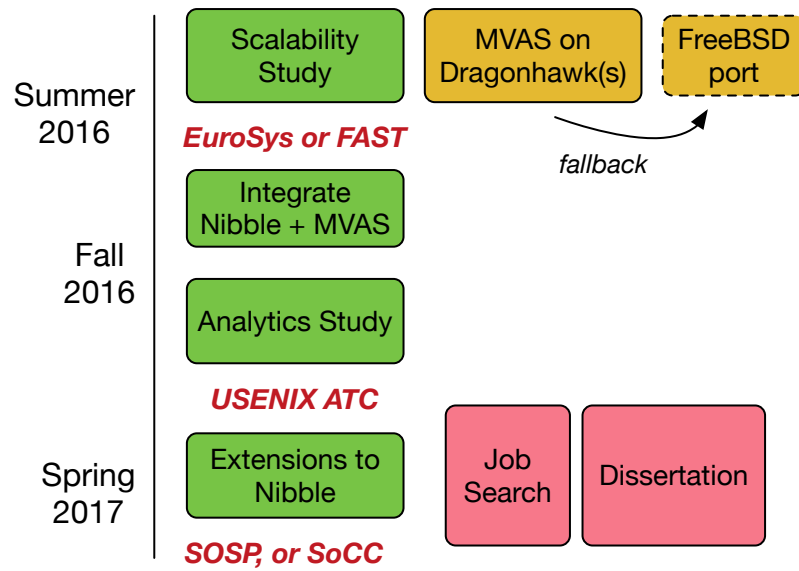 Scalability
Study
MVAS on
Dragonhawk(s)
FreeBSD
port
Summer
2016
EuroSys or FAST
fallback
Integrate
Nibble + MVAS
Fall
2016
Analytics Study
USENIX ATC
Spring
2017
Extensions to
Nibble
Job
Search
Dissertation
SOSP, or SoCC